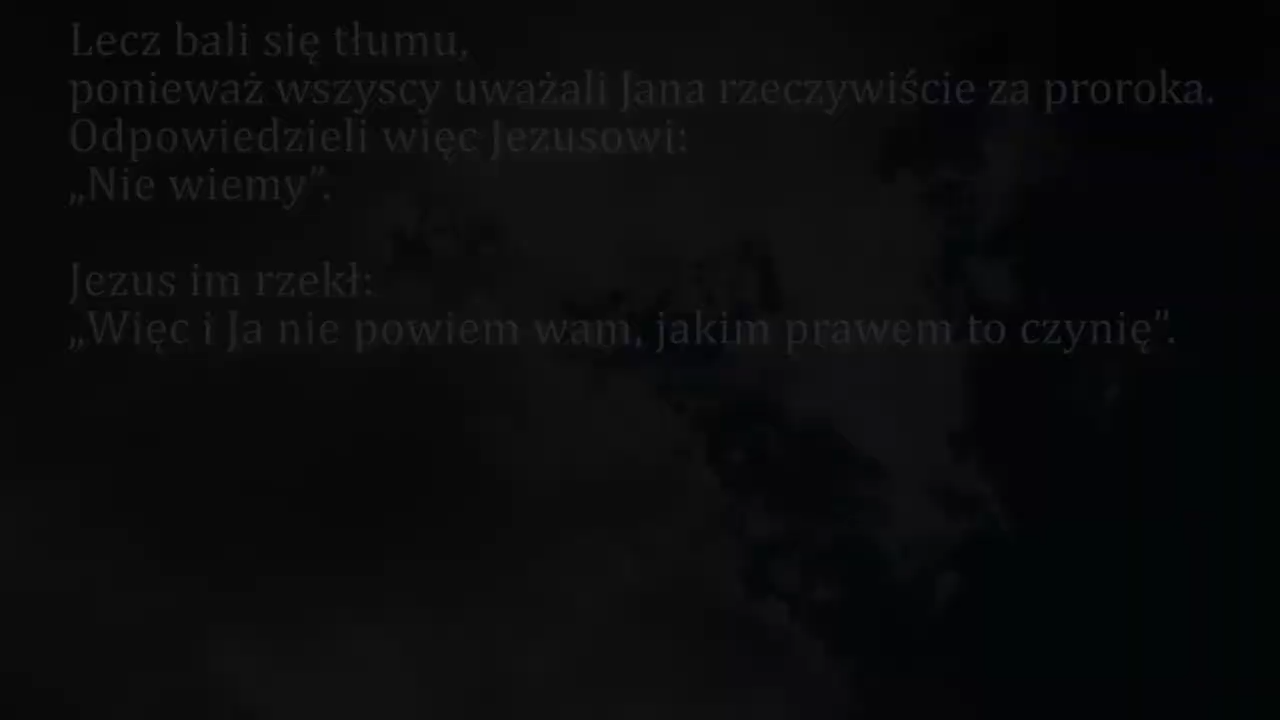 Lecz bali się tłumu,
ponieważ wszyscy uważali Jana rzeczywiście za proroka.
Odpowiedzieli więc Jezusowi:
„Nie wiemy”.
Jezus im rzekł:
„Więc i Ja nie powiem wam, jakim prawem to czynię”.